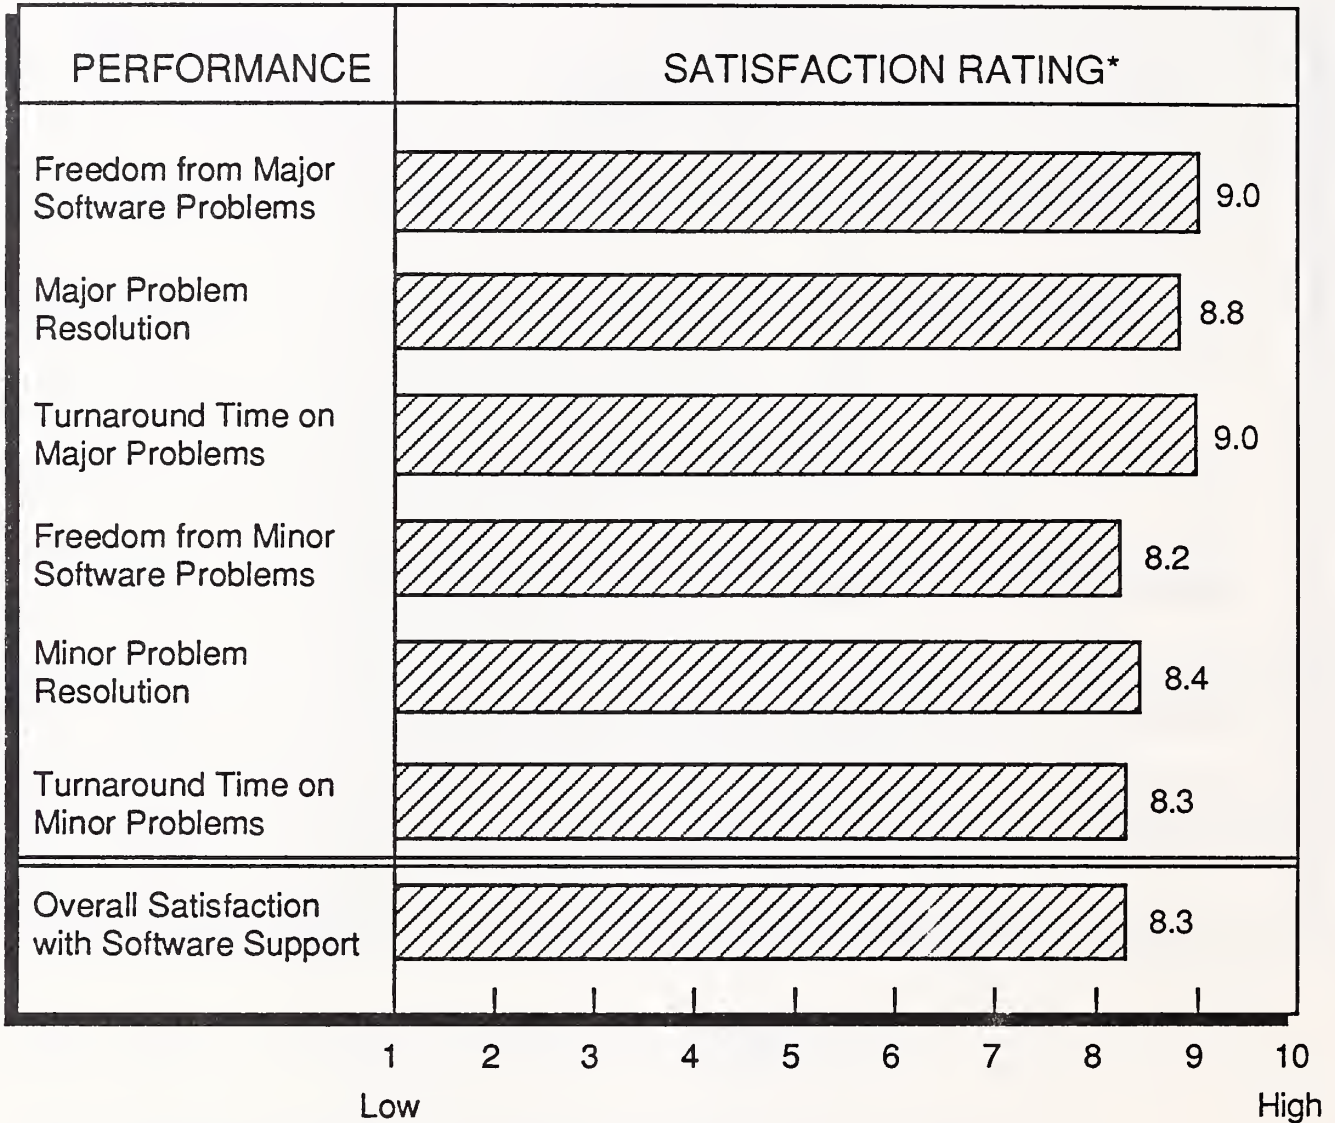 PERFORMANCE
SATISFACTION RATING*
Freedom from Major
Software Problems
9.0
Major Problem
Resolution
8.8
Turnaround Time on
Major Problems
9.0
Freedom from Minor
Software Problems
8.2
Minor Problem
Resolution
8.4
Turnaround Time on
Minor Problems
8.3
Overall Satisfaction
with Software Support
8.3
1 2 3 4 5 6 7 8 9 10
Low High